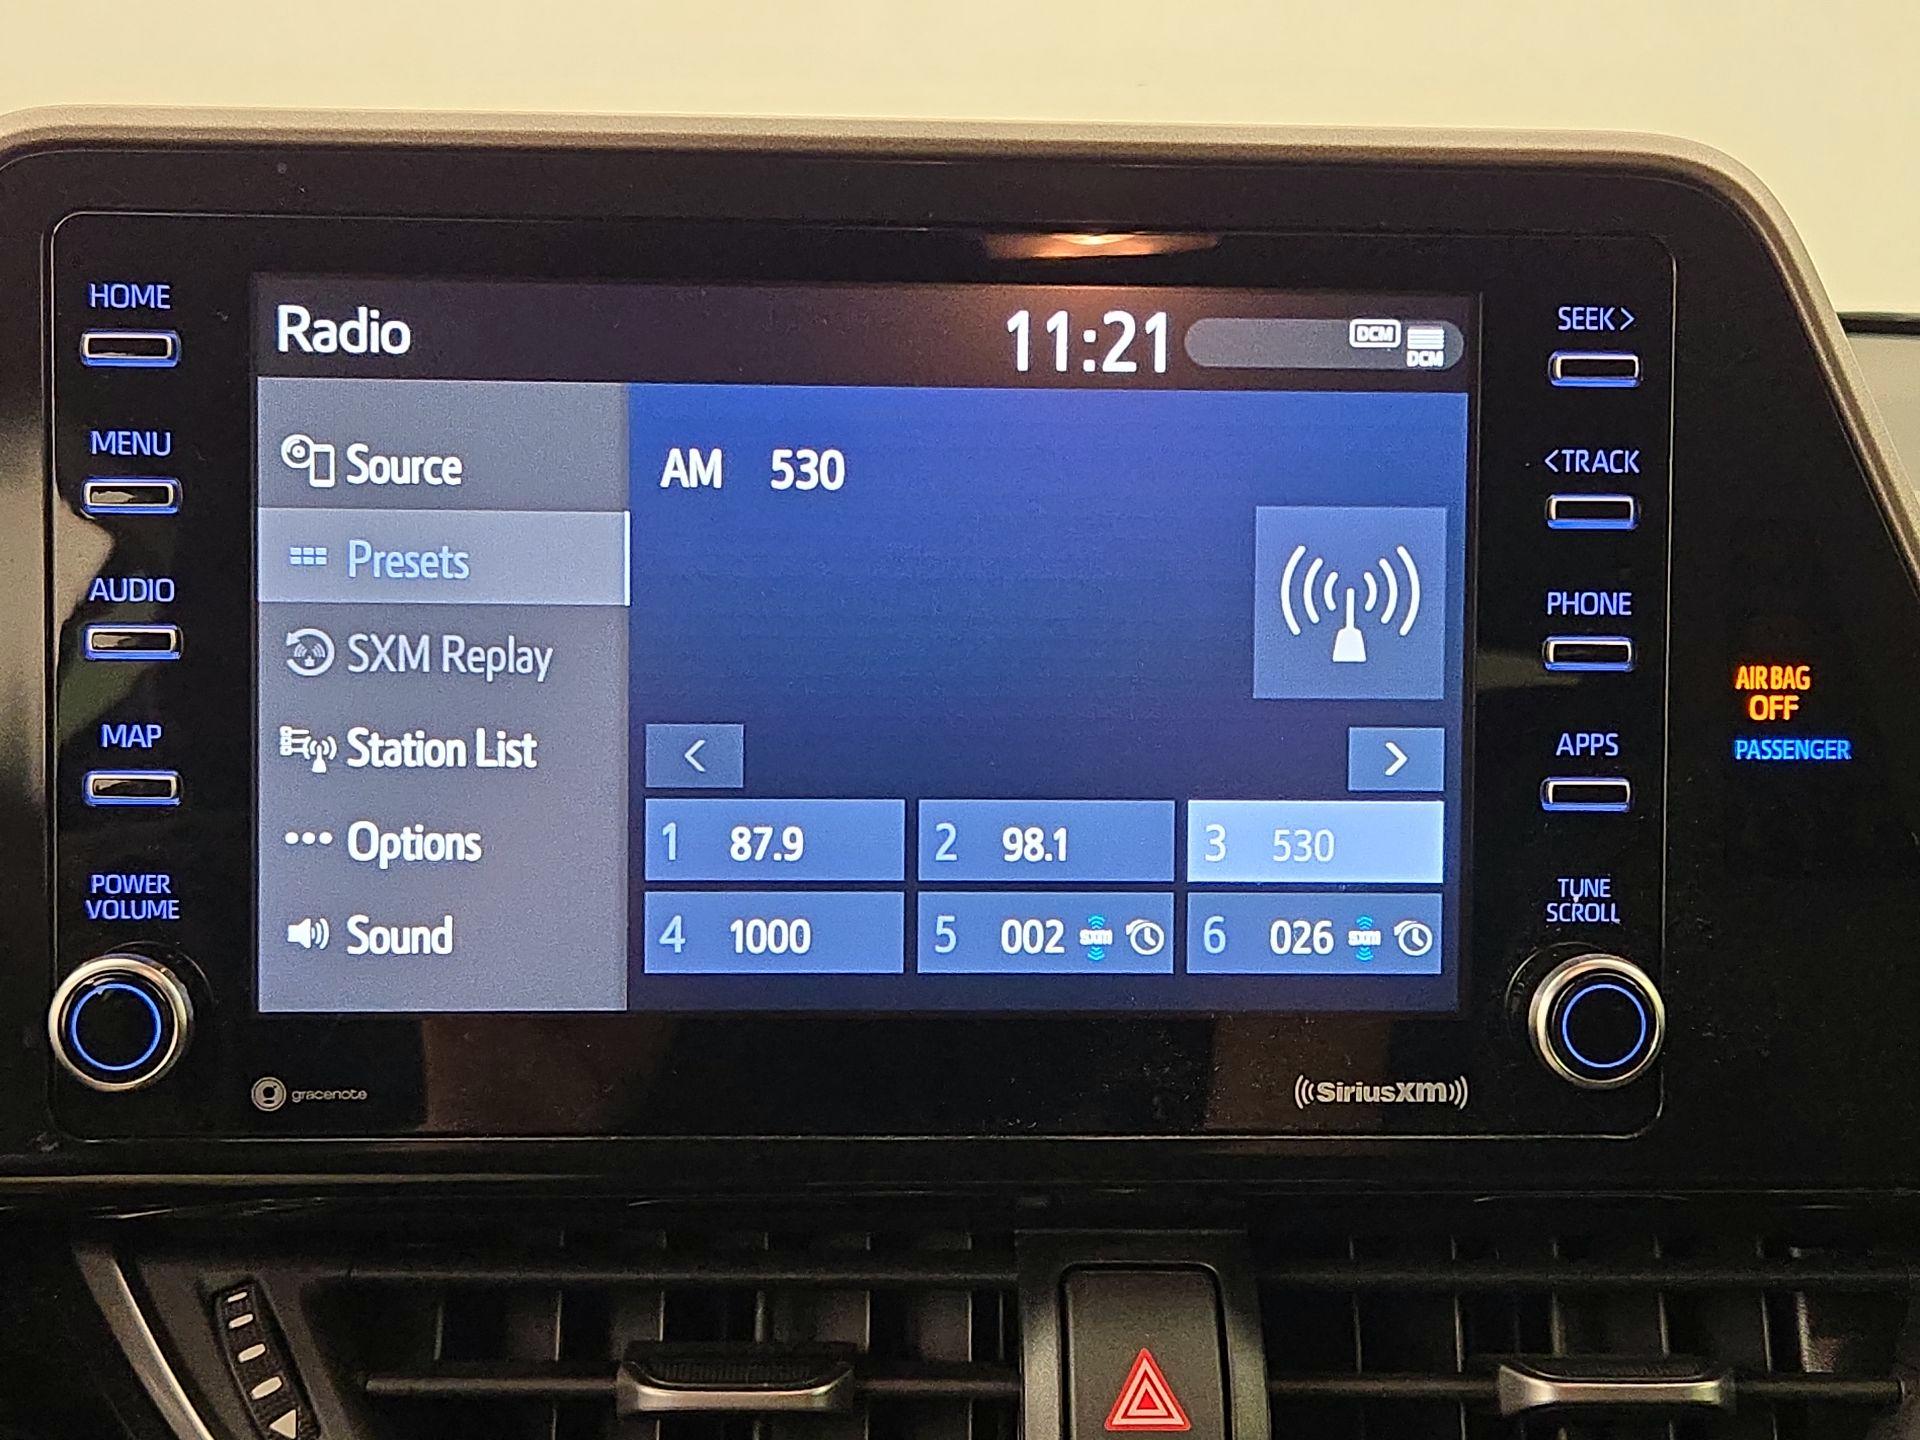 HOME
MENU
AUDIO
MAP
POWER
VOLUME
Radio
11:21
DCM
DCM
Source
Presets
SXM Replay
Station List
Options
Sound
AM 530
<
>
1 87.9
2 98.1
3 530
4 1000
5 002 SXM
6 026 SXM
SEEK>
<TRACK
PHONE
APPS
TUNE
SCROLL
AIR BAG
OFF
PASSENGER
gracenote
((SiriusXM))